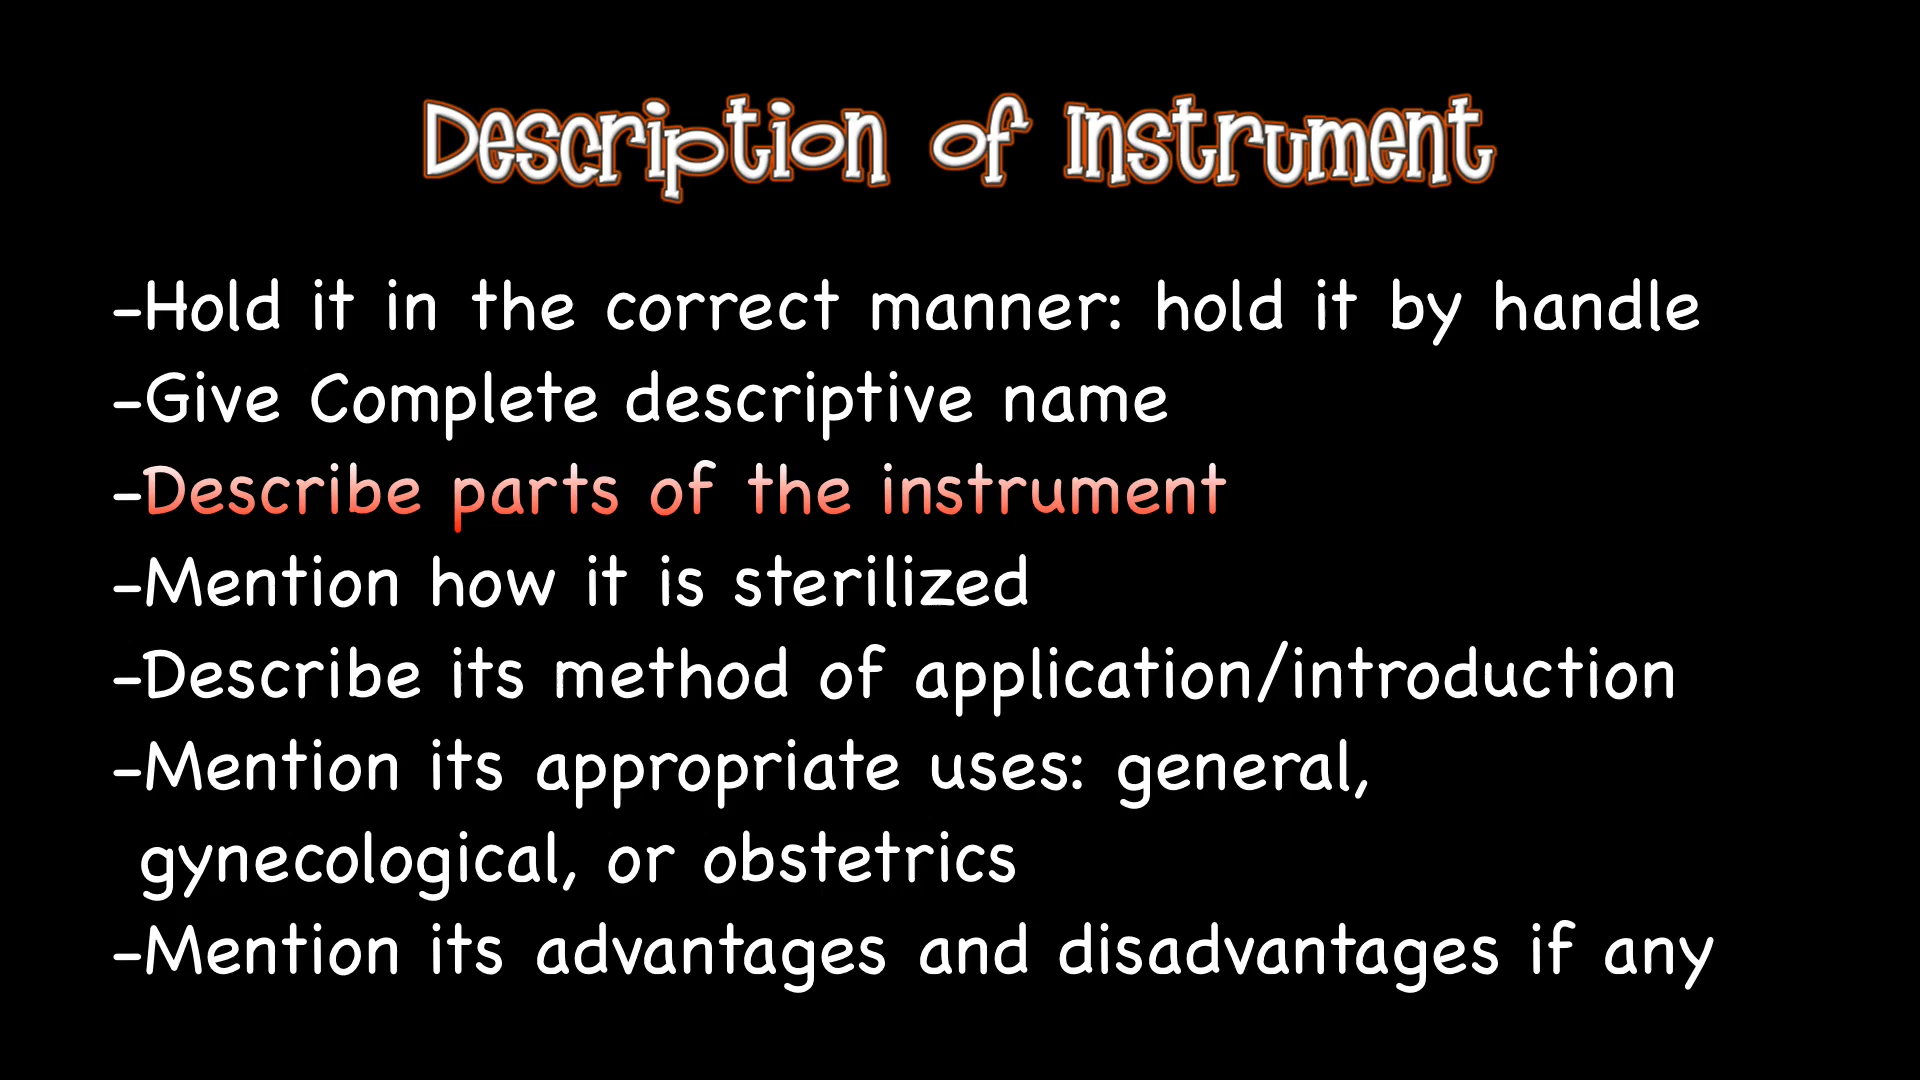 Description of Instrument
-Hold it in the correct manner: hold it by handle
-Give Complete descriptive name
-Describe parts of the instrument
-Mention how it is sterilized
-Describe its method of application/introduction
-Mention its appropriate uses: general,
gynecological, or obstetrics
-Mention its advantages and disadvantages if any